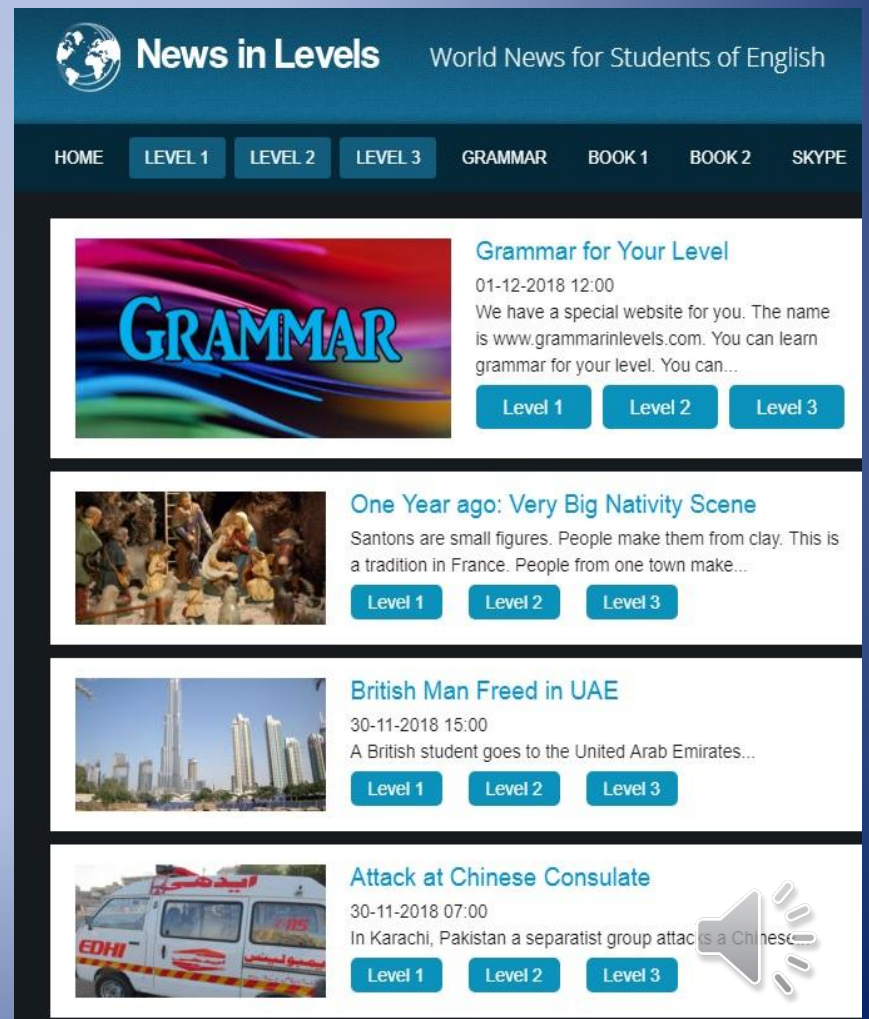 News in Levels World News for Students of English
HOME LEVEL 1 LEVEL 2 LEVEL 3 GRAMMAR BOOK 1 BOOK 2 SKYPE
GRAMMAR
Grammar for Your Level
01-12-2018 12:00
We have a special website for you. The name
is www.grammarinlevels.com. You can learn
grammar for your level. You can...
Level 1 Level 2 Level 3
One Year ago: Very Big Nativity Scene
Santons are small figures. People make them from clay. This is
a tradition in France. People from one town make...
Level 1 Level 2 Level 3
British Man Freed in UAE
30-11-2018 15:00
A British student goes to the United Arab Emirates...
Level 1 Level 2 Level 3
ايدهى
EDHI
115
Attack at Chinese Consulate
30-11-2018 07:00
In Karachi, Pakistan a separatist group attacks a Chinese...
Level 1 Level 2 Level 3